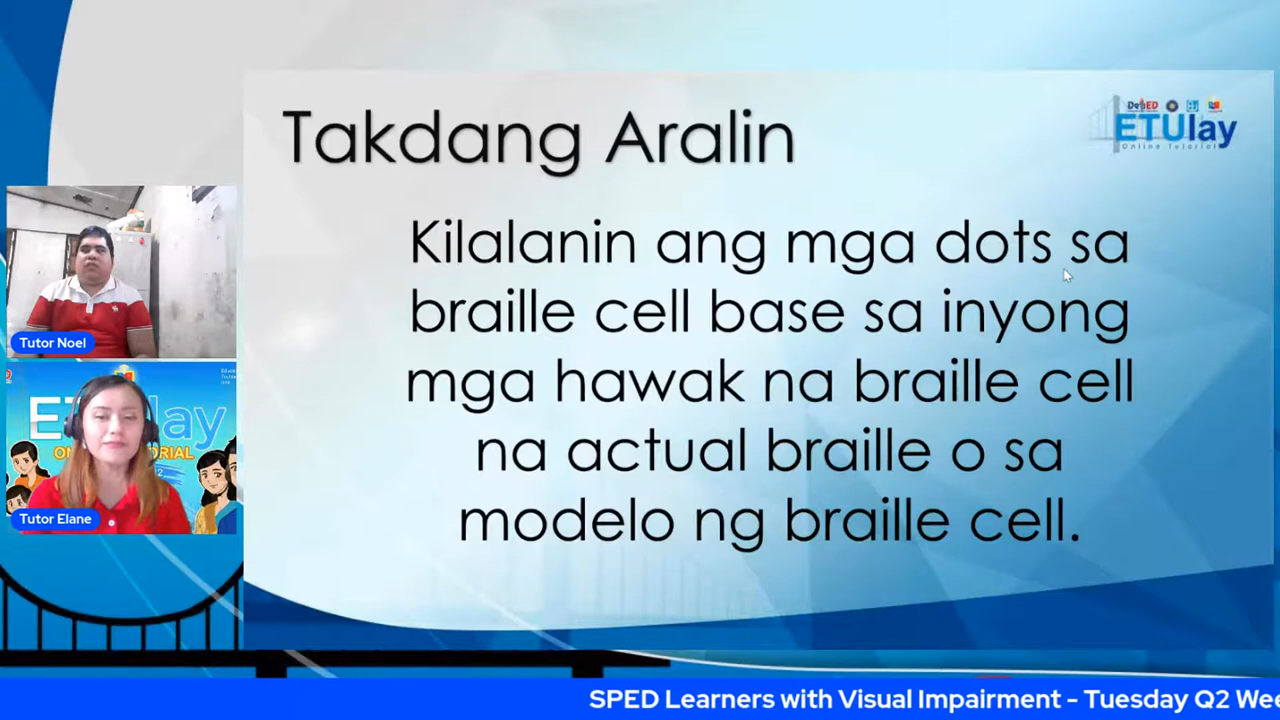 Takdang Aralin
DepED
ETUlay
Online Tutorial
Kilalanin ang mga dots sa
braille cell base sa inyong
mga hawak na braille cell
na actual braille o sa
modelo ng braille cell.
Tutor Noel
Tutor Elane
SPED Learners with Visual Impairment - Tuesday Q2 Wee